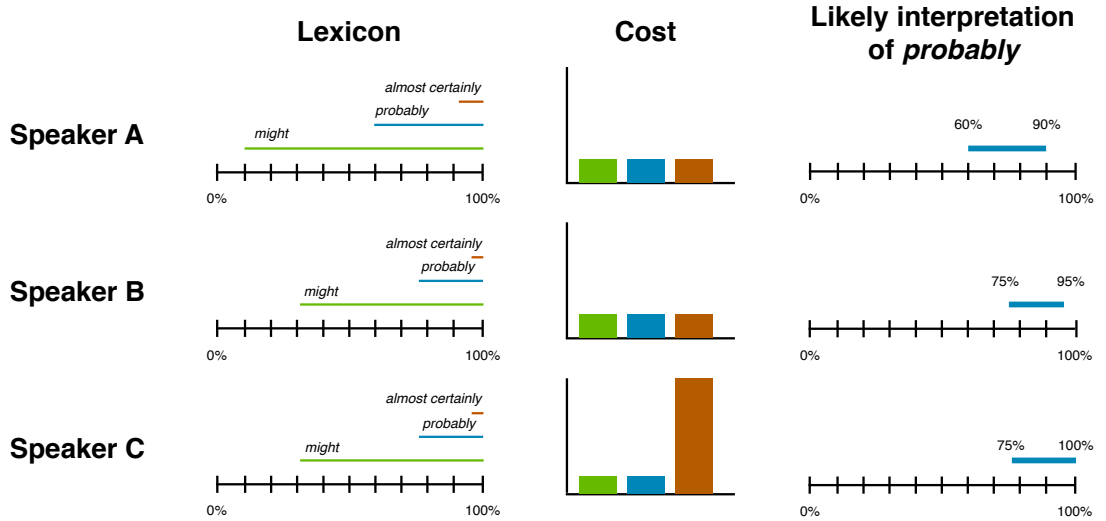 Lexicon
Cost
Likely interpretation
of probably
Speaker A
almost certainly
probably
might
0%
100%
60%
90%
0%
100%
Speaker B
almost certainly
probably
might
0%
100%
75%
95%
0%
100%
Speaker C
almost certainly
probably
might
0%
100%
75%
100%
0%
100%